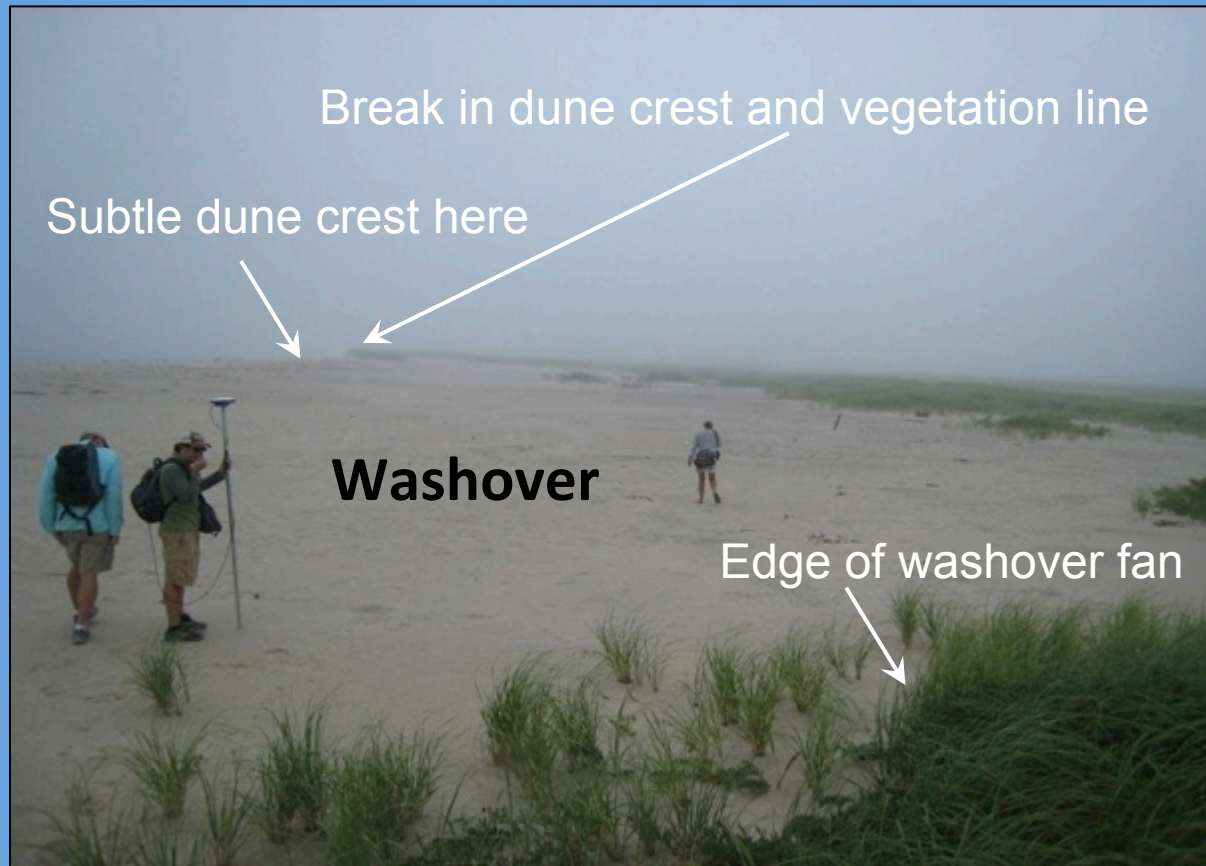 Break in dune crest and vegetation line
Subtle dune crest here
Washover
Edge of washover fan